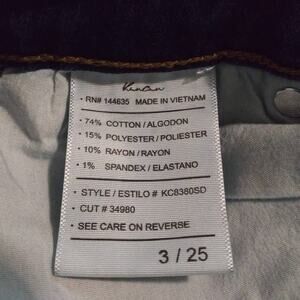 KanCan
• RN# 144635 MADE IN VIETNAM
• 74% COTTON / ALGODON
• 15% POLYESTER / POLIESTER
• 10% RAYON / RAYON
• 1% SPANDEX / ELASTANO
• STYLE / ESTILO # KC8380SD
• CUT # 34980
• SEE CARE ON REVERSE
3 / 25